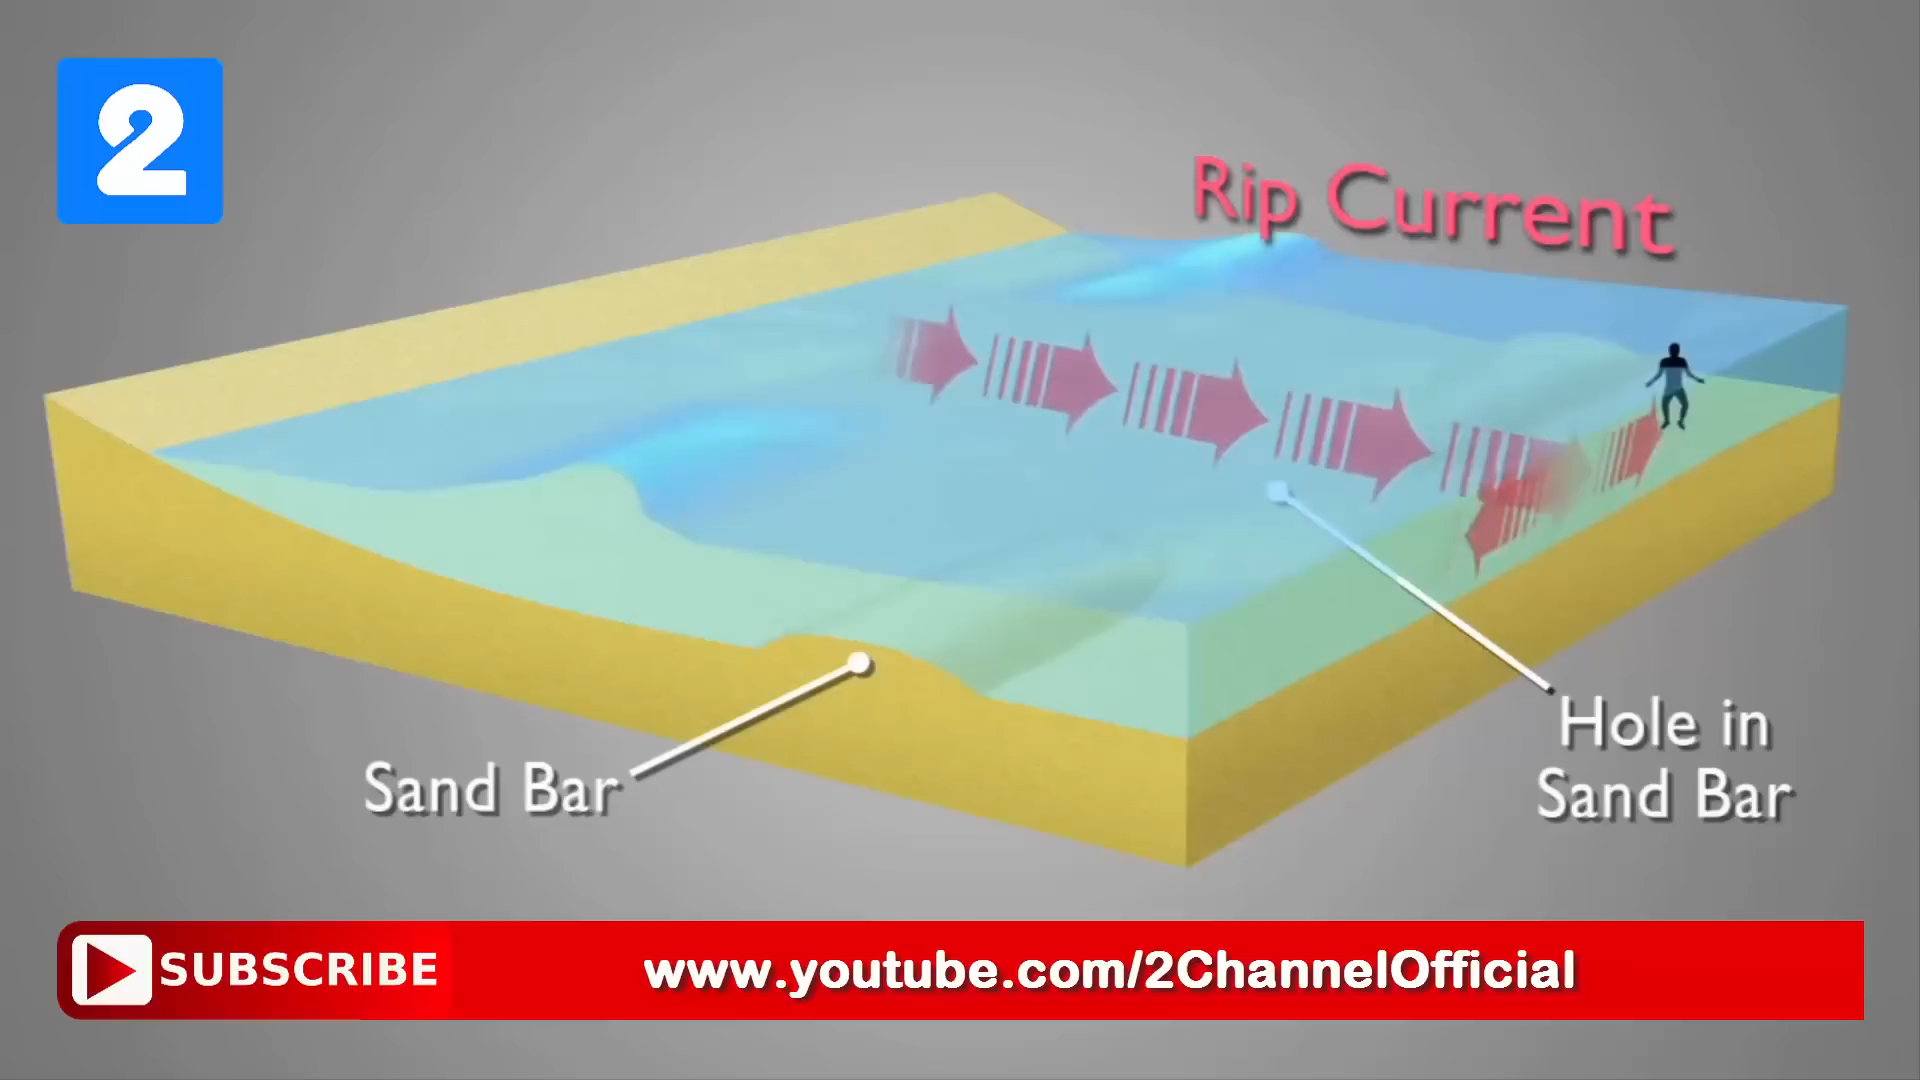 2
Rip Current
Sand Bar
Hole in
Sand Bar
SUBSCRIBE
www.youtube.com/2ChannelOfficial